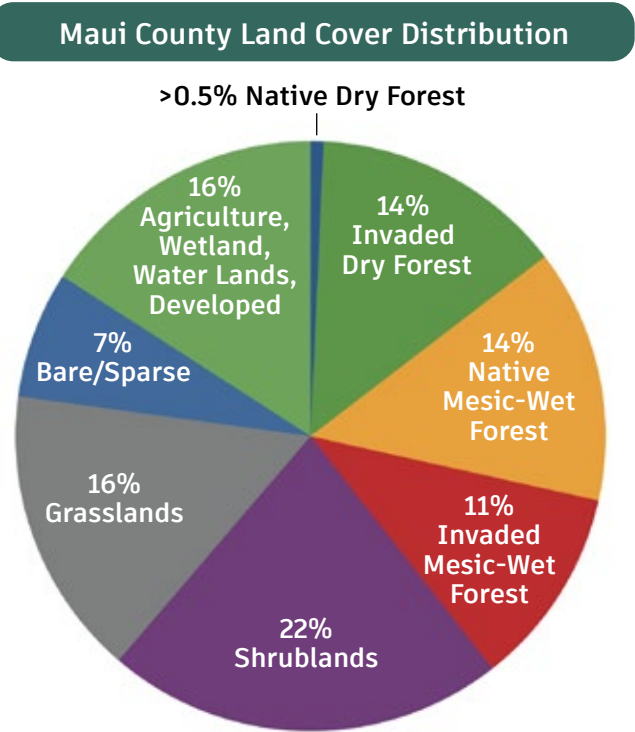 Maui County Land Cover Distribution
>0.5% Native Dry Forest
14%
Invaded
Dry Forest
14%
Native
Mesic-Wet
Forest
11%
Invaded
Mesic-Wet
Forest
22%
Shrublands
16%
Grasslands
7%
Bare/Sparse
16%
Agriculture,
Wetland,
Water Lands,
Developed